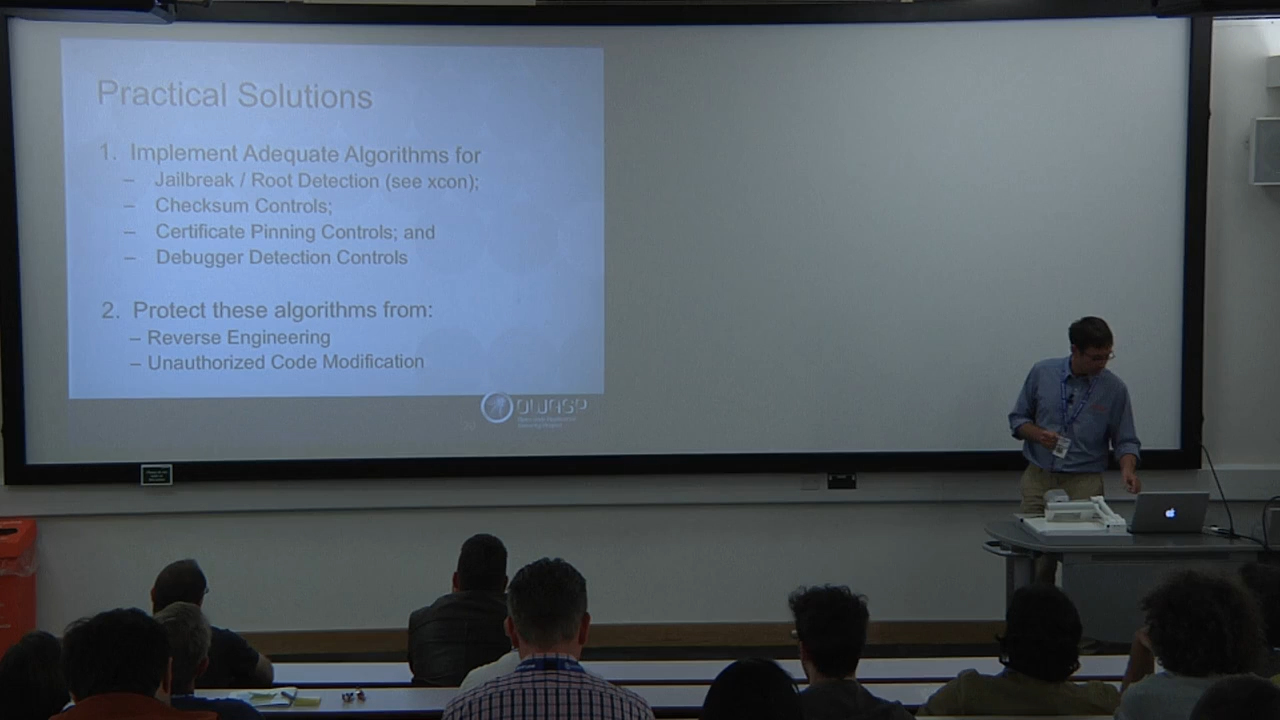 Practical Solutions
1. Implement Adequate Algorithms for
– Jailbreak / Root Detection (see xcon);
– Checksum Controls;
– Certificate Pinning Controls; and
– Debugger Detection Controls
2. Protect these algorithms from:
– Reverse Engineering
– Unauthorized Code Modification
OWASP